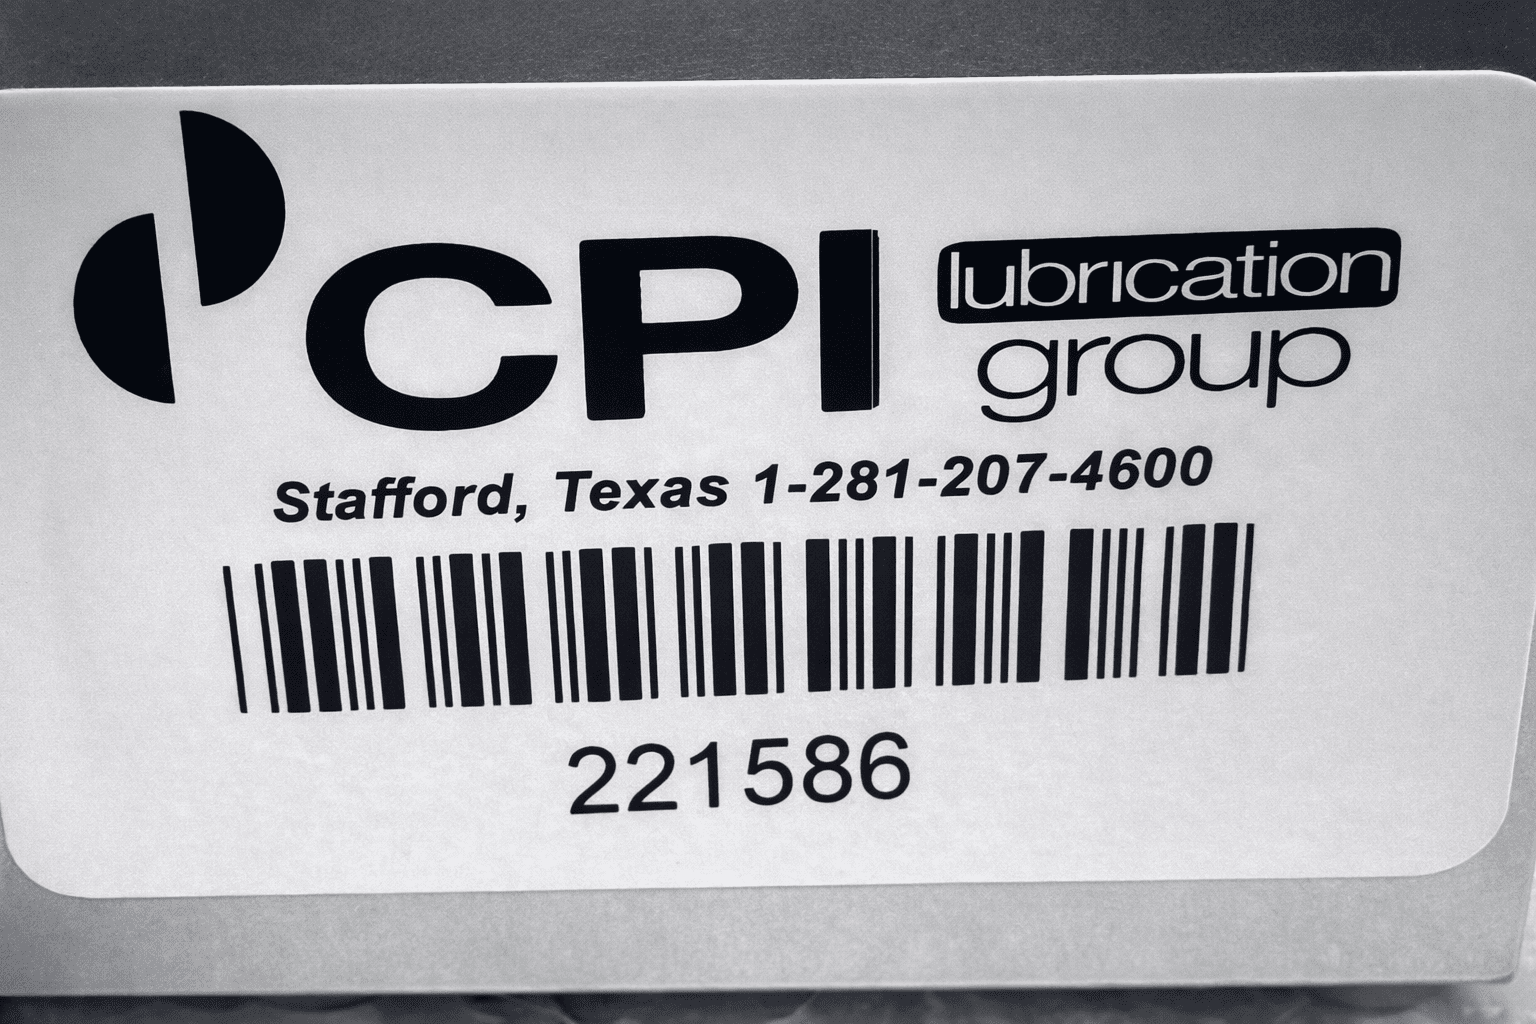 CPI lubrication
group
Stafford, Texas 1-281-207-4600
221586